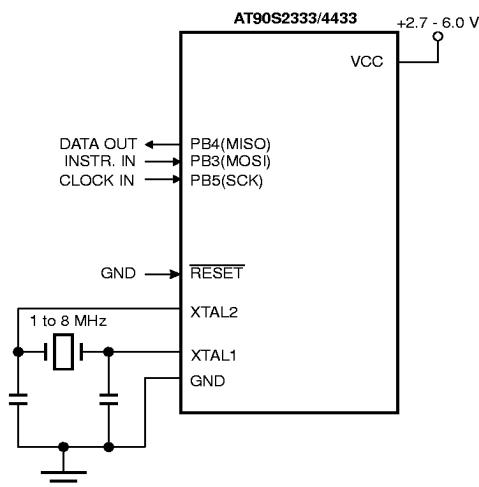 AT90S2333/4433
+2.7 - 6.0 V
VCC
DATA OUT PB4(MISO)
INSTR. IN PB3(MOSI)
CLOCK IN PB5(SCK)
GND RESET
XTAL2
1 to 8 MHz
XTAL1
GND